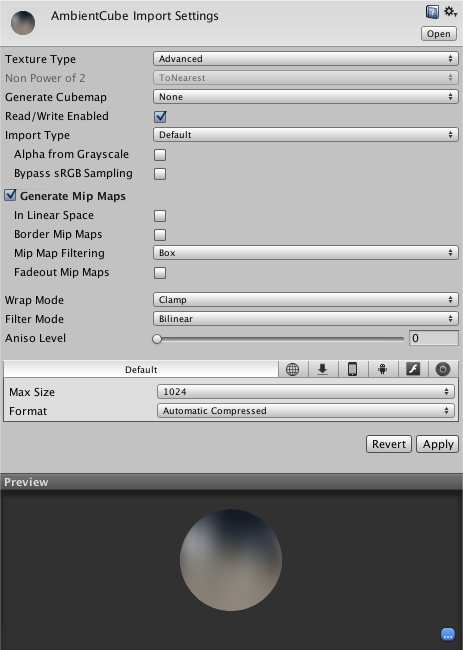 AmbientCube Import Settings
Open
Texture Type Advanced
Non Power of 2 ToNearest
Generate Cubemap None
Read/Write Enabled
Import Type Default
Alpha from Grayscale
Bypass sRGB Sampling
Generate Mip Maps
In Linear Space
Border Mip Maps
Mip Map Filtering Box
Fadeout Mip Maps
Wrap Mode Clamp
Filter Mode Bilinear
Aniso Level 0
Default
Max Size 1024
Format Automatic Compressed
Revert Apply
Preview